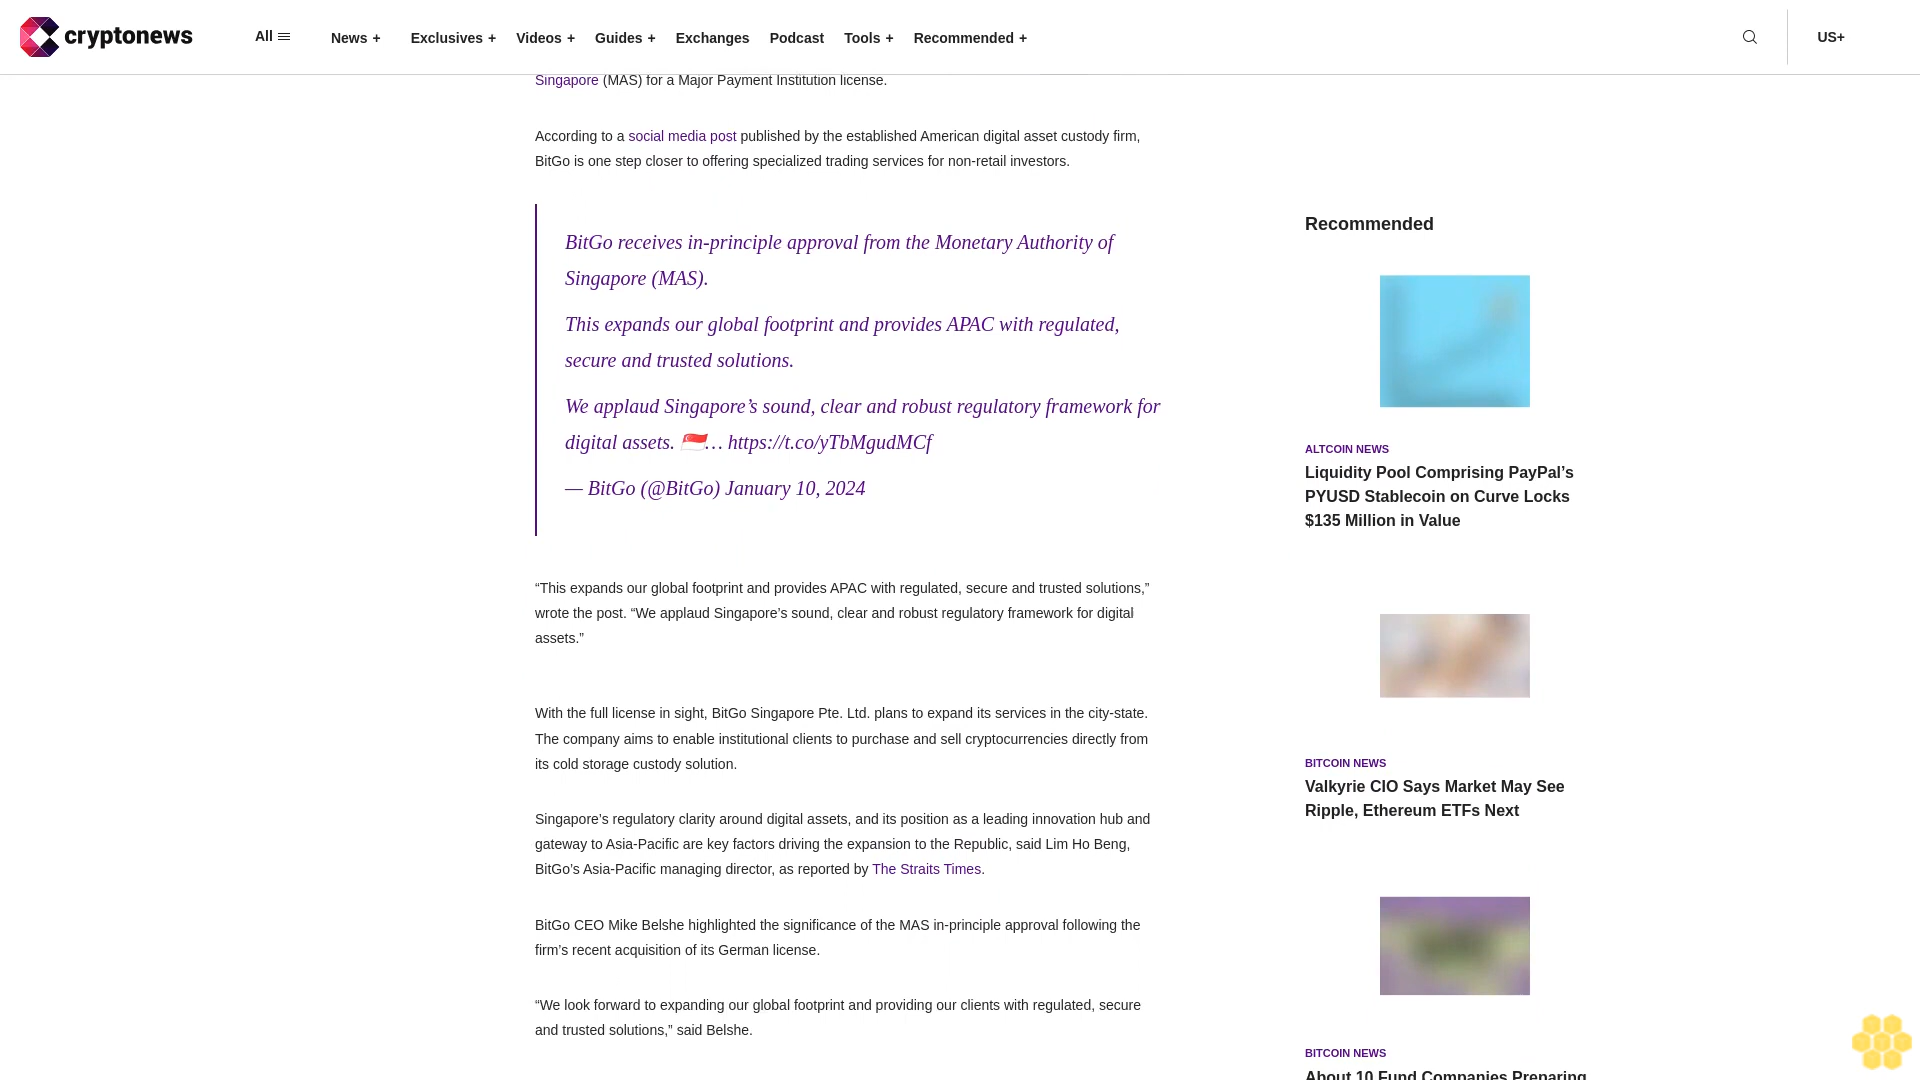 cryptonews
All
News +
Exclusives +
Videos +
Guides +
Exchanges
Podcast
Tools +
Recommended +
US+
Singapore (MAS) for a Major Payment Institution license.
According to a social media post published by the established American digital asset custody firm,
BitGo is one step closer to offering specialized trading services for non-retail investors.
BitGo receives in-principle approval from the Monetary Authority of
Singapore (MAS).
This expands our global footprint and provides APAC with regulated,
secure and trusted solutions.
We applaud Singapore’s sound, clear and robust regulatory framework for
digital assets. 🇸🇬… https://t.co/yTbMgudMCf
— BitGo (@BitGo) January 10, 2024
“This expands our global footprint and provides APAC with regulated, secure and trusted solutions,”
wrote the post. “We applaud Singapore’s sound, clear and robust regulatory framework for digital
assets.”
With the full license in sight, BitGo Singapore Pte. Ltd. plans to expand its services in the city-state.
The company aims to enable institutional clients to purchase and sell cryptocurrencies directly from
its cold storage custody solution.
Singapore’s regulatory clarity around digital assets, and its position as a leading innovation hub and
gateway to Asia-Pacific are key factors driving the expansion to the Republic, said Lim Ho Beng,
BitGo’s Asia-Pacific managing director, as reported by The Straits Times.
BitGo CEO Mike Belshe highlighted the significance of the MAS in-principle approval following the
firm’s recent acquisition of its German license.
“We look forward to expanding our global footprint and providing our clients with regulated, secure
and trusted solutions,” said Belshe.
Recommended
ALTCOIN NEWS
Liquidity Pool Comprising PayPal’s
PYUSD Stablecoin on Curve Locks
$135 Million in Value
BITCOIN NEWS
Valkyrie CIO Says Market May See
Ripple, Ethereum ETFs Next
BITCOIN NEWS
About 10 Fund Companies Preparing